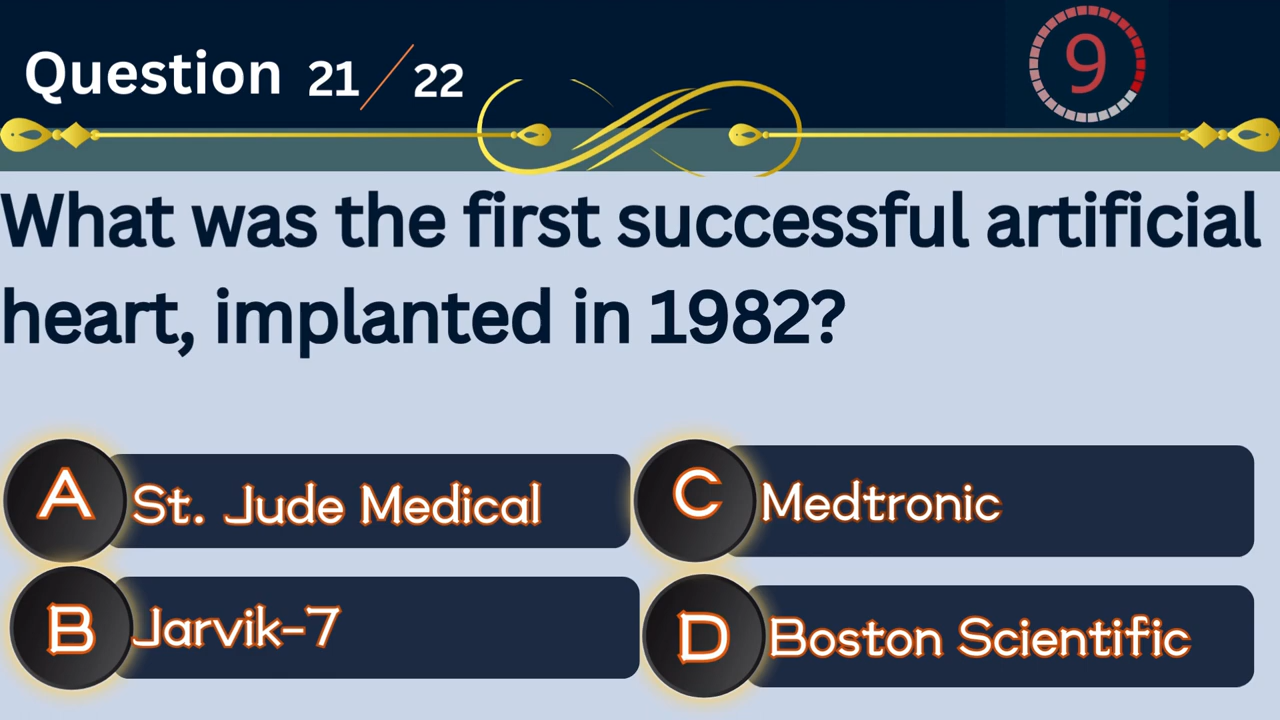 Question 21/22
9
What was the first successful artificial
heart, implanted in 1982?
A St. Jude Medical
C Medtronic
B Jarvik-7
D Boston Scientific